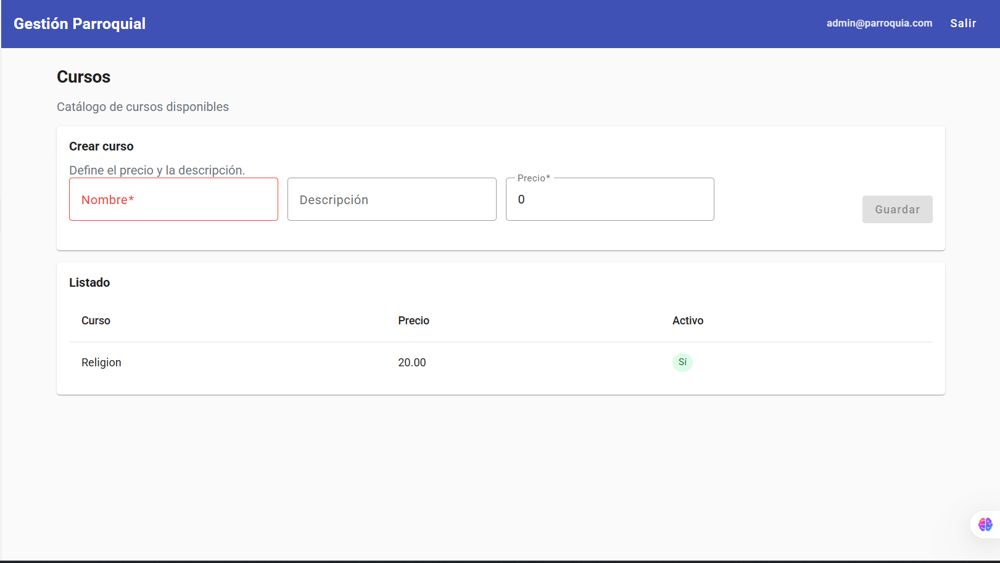 Gestión Parroquial
admin@parroquia.com Salir
Cursos
Catálogo de cursos disponibles
Crear curso
Define el precio y la descripción.
Nombre*
Descripción
Precio*
0
Guardar
Listado
Curso Precio Activo
Religion 20.00 Sí